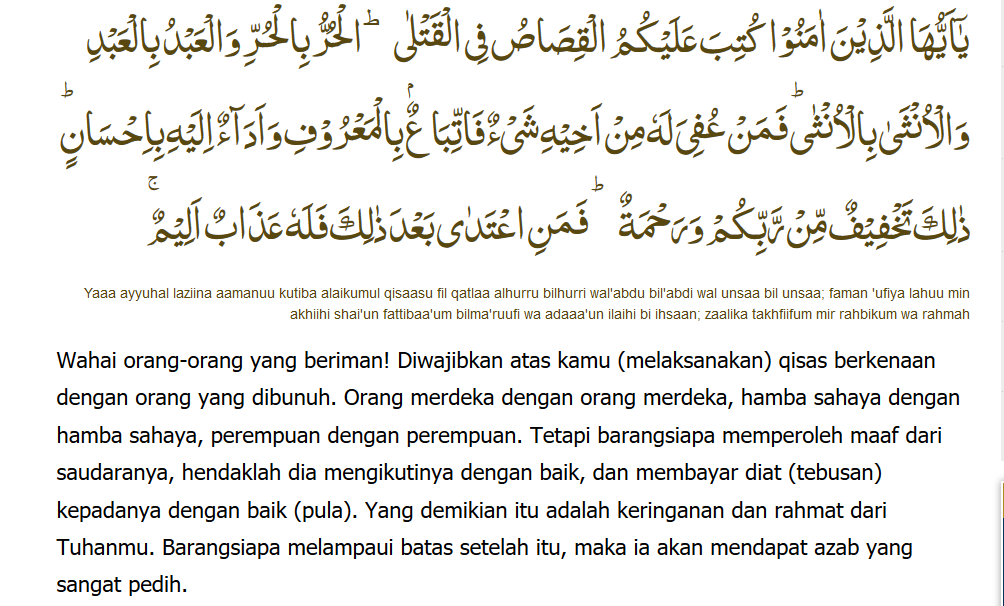 يٰٓاَيُّهَا الَّذِيْنَ اٰمَنُوْا كُتِبَ عَلَيْكُمُ الْقِصَاصُ فِى الْقَتْلٰى ۗ اَلْحُرُّ بِالْحُرِّ وَالْعَبْدُ بِالْعَبْدِ
وَالْاُنْثٰى بِالْاُنْثٰى ۗ فَمَنْ عُفِيَ لَهٗ مِنْ اَخِيْهِ شَيْءٌ فَاتِّبَاعٌ ۢبِالْمَعْرُوْفِ وَاَدَاۤءٌ اِلَيْهِ بِاِحْسَانٍ ۗ
ذٰلِكَ تَخْفِيْفٌ مِّنْ رَّبِّكُمْ وَرَحْمَةٌ ۗ فَمَنِ اعْتَدٰى بَعْدَ ذٰلِكَ فَلَهٗ عَذَابٌ اَلِيْمٌ ۚ
Yaaa ayyuhal laziina aamanuu kutiba alaikumul qisaasu fil qatlaa alhurru bilhurri wal'abdu bil'abdi wal unsaa bil unsaa; faman 'ufiya lahuu min
akhiihi shai'un fattibaa'um bilma'ruufi wa adaaa'un ilaihi bi ihsaan; zaalika takhfiifum mir rahbikum wa rahmah
Wahai orang-orang yang beriman! Diwajibkan atas kamu (melaksanakan) qisas berkenaan
dengan orang yang dibunuh. Orang merdeka dengan orang merdeka, hamba sahaya dengan
hamba sahaya, perempuan dengan perempuan. Tetapi barangsiapa memperoleh maaf dari
saudaranya, hendaklah dia mengikutinya dengan baik, dan membayar diat (tebusan)
kepadanya dengan baik (pula). Yang demikian itu adalah keringanan dan rahmat dari
Tuhanmu. Barangsiapa melampaui batas setelah itu, maka ia akan mendapat azab yang
sangat pedih.